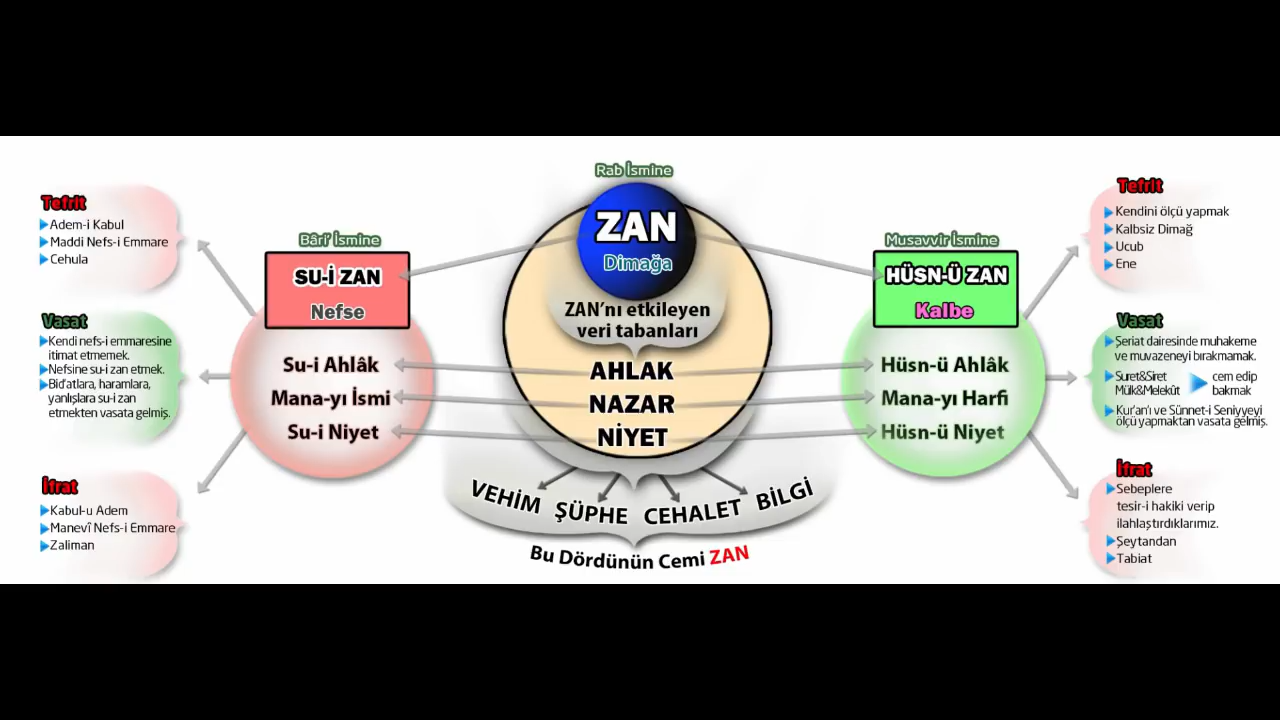 Rab İsmine
ZAN
Dimağa
ZAN'nı etkileyen
veri tabanları
AHLAK
NAZAR
NİYET
VEHİM ŞÜPHE CEHALET BİLGİ
Bu Dördünün Cemi ZAN
Bâri' İsmine
SU-İ ZAN
Nefse
Su-i Ahlâk
Mana-yı İsmi
Su-i Niyet
Tefrit
Adem-i Kabul
Maddi Nefs-i Emmare
Cehula
Vasat
Kendi nefs-i emmaresine
itimat etmemek.
Nefsine su-i zan etmek.
Bid'atlara, haramlara,
yanlışlara su-i zan
etmekten vasata gelmiş.
İfrat
Kabul-u Adem
Manevî Nefs-i Emmare
Zaliman
Musavvir İsmine
HÜSN-Ü ZAN
Kalbe
Hüsn-ü Ahlâk
Mana-yı Harfi
Hüsn-ü Niyet
Tefrit
Kendini ölçü yapmak
Kalbsiz Dimağ
Ucub
Ene
Vasat
Şeriat dairesinde muhakeme
ve muvazeneyi bırakmamak.
Suret&Siret cem edip
Mülk&Melekût bakmak
Kur'an'ı ve Sünnet-i Seniyyeyi
ölçü yapmaktan vasata gelmiş.
İfrat
Sebeplere
tesir-i hakiki verip
ilahlaştırdıklarımız.
Şeytandan
Tabiat